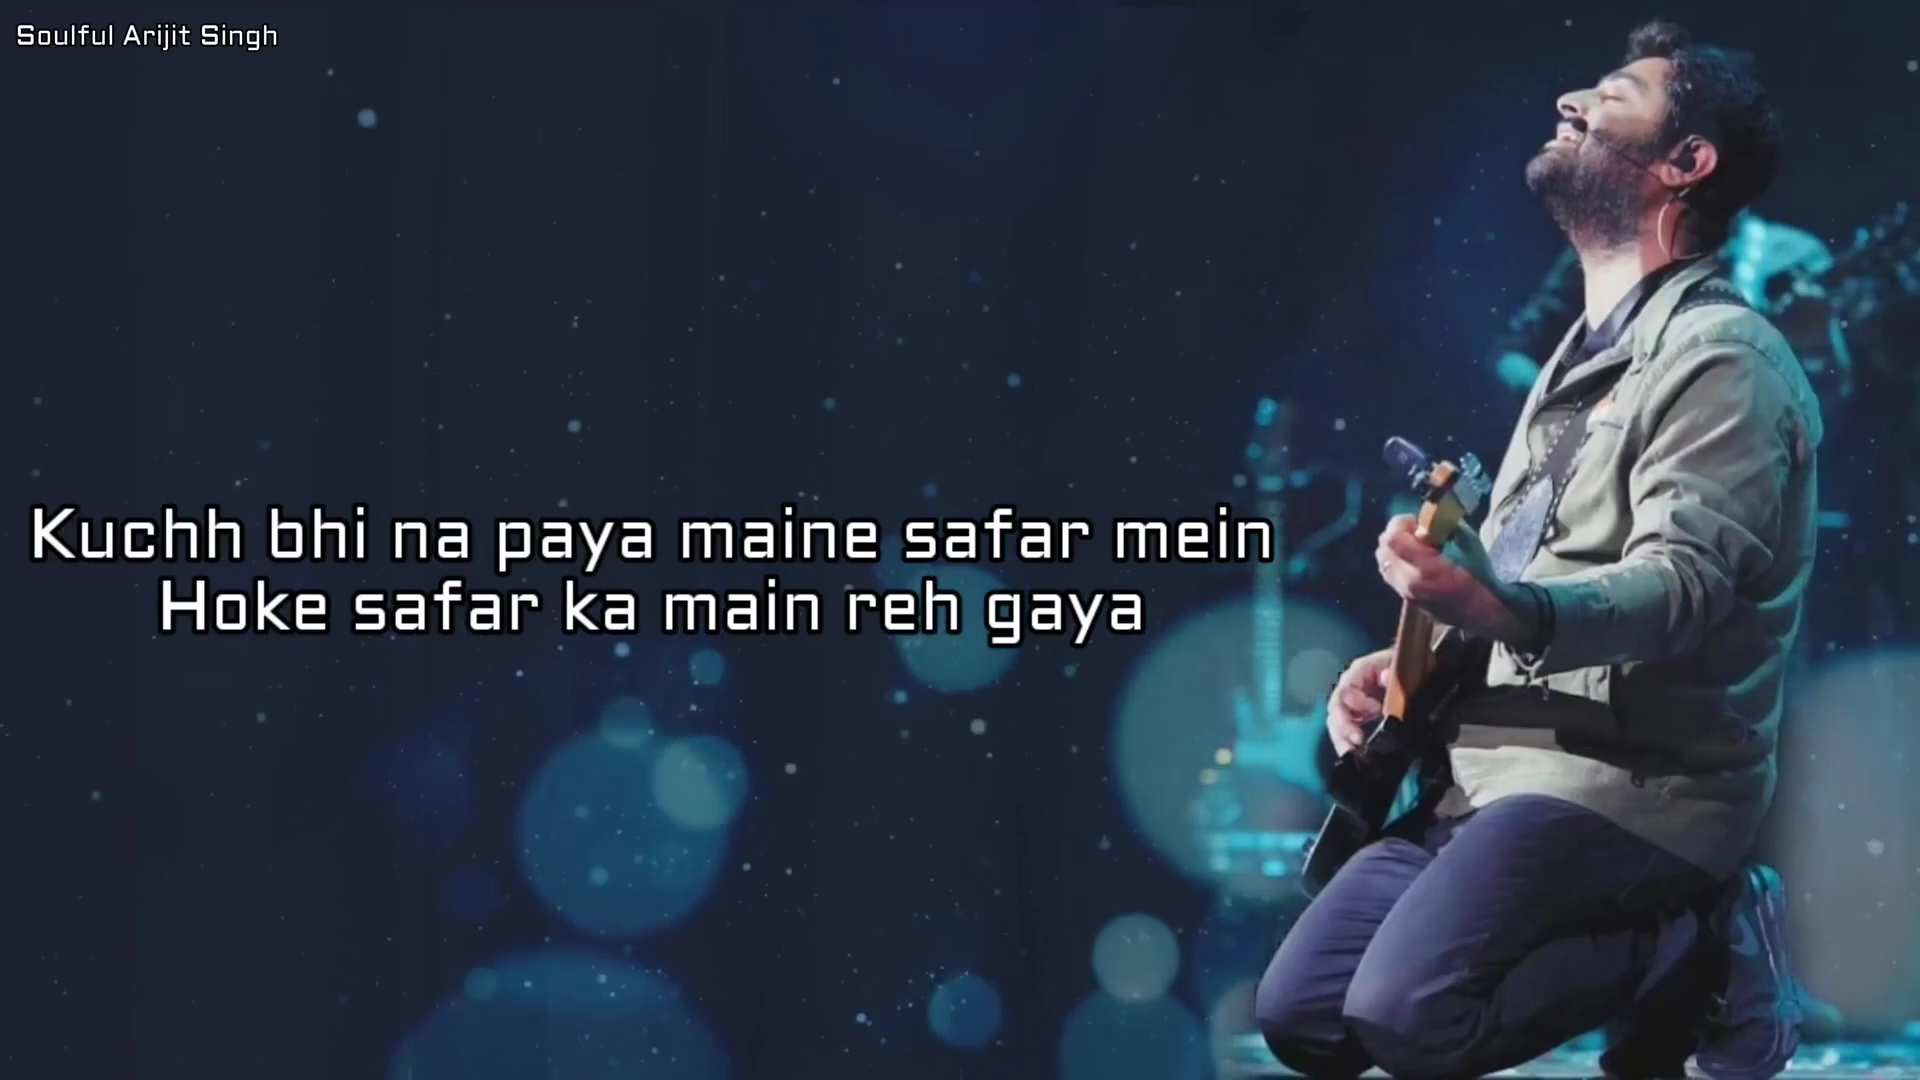 Soulful Arijit Singh
Kuchh bhi na paya maine safar mein
Hoke safar ka main reh gaya